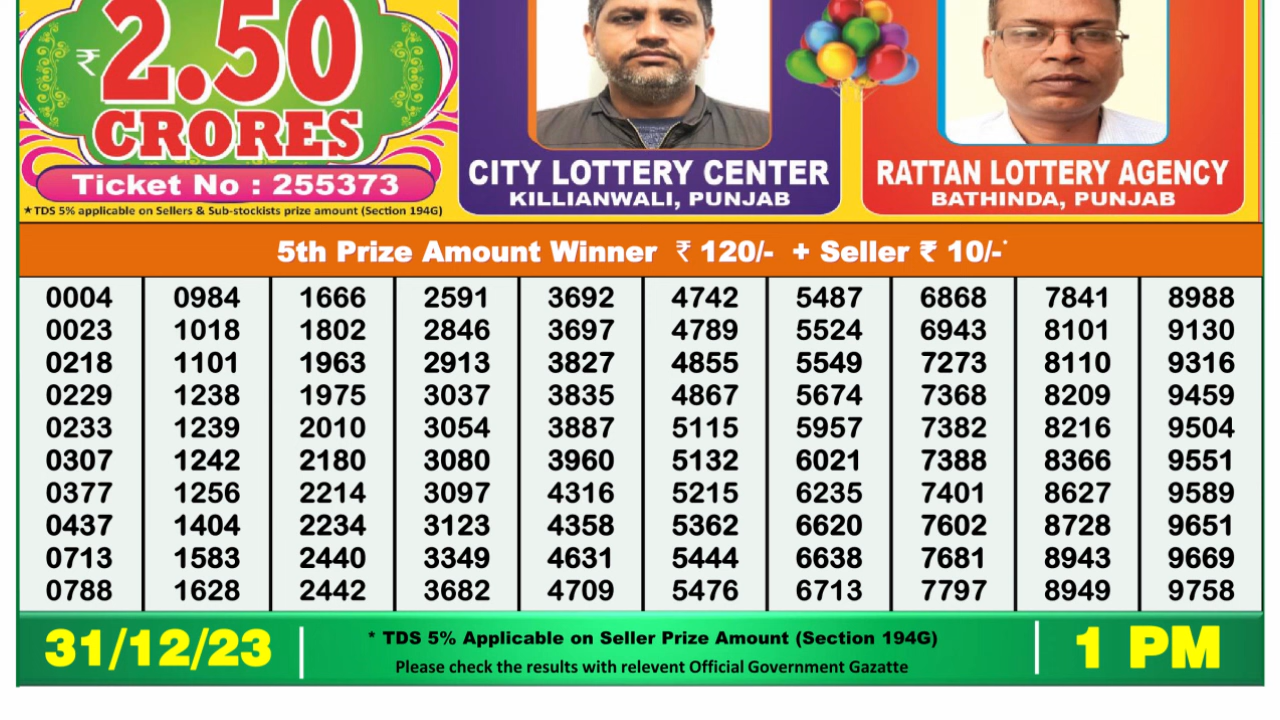 ₹2.50
CRORES
Ticket No : 255373
★TDS 5% applicable on Sellers & Sub-stockists prize amount (Section 194G)
CITY LOTTERY CENTER
KILLIANWALI, PUNJAB
RATTAN LOTTERY AGENCY
BATHINDA, PUNJAB
5th Prize Amount Winner ₹ 120/- + Seller ₹ 10/-*
0004 0984 1666 2591 3692 4742 5487 6868 7841 8988
0023 1018 1802 2846 3697 4789 5524 6943 8101 9130
0218 1101 1963 2913 3827 4855 5549 7273 8110 9316
0229 1238 1975 3037 3835 4867 5674 7368 8209 9459
0233 1239 2010 3054 3887 5115 5957 7382 8216 9504
0307 1242 2180 3080 3960 5132 6021 7388 8366 9551
0377 1256 2214 3097 4316 5215 6235 7401 8627 9589
0437 1404 2234 3123 4358 5362 6620 7602 8728 9651
0713 1583 2440 3349 4631 5444 6638 7681 8943 9669
0788 1628 2442 3682 4709 5476 6713 7797 8949 9758
31/12/23
* TDS 5% Applicable on Seller Prize Amount (Section 194G)
Please check the results with relevent Official Government Gazatte
1 PM